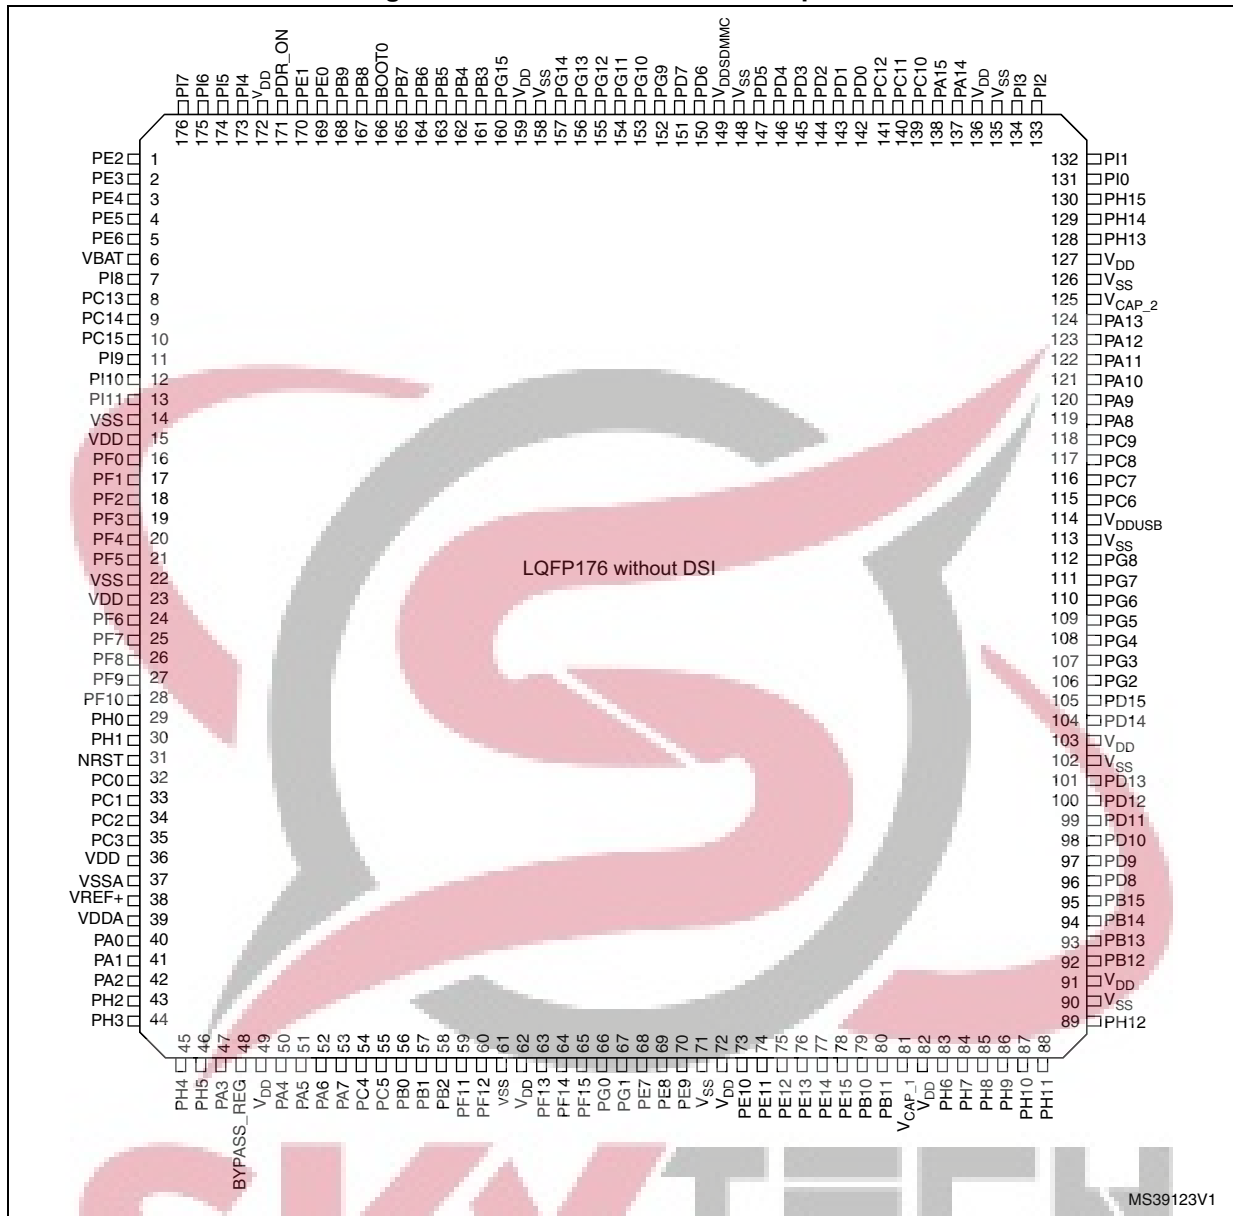 176 PI7
175 PI6
174 PI5
173 PI4
172 VDD
171 PDR_ON
170 PE1
169 PE0
168 PB9
167 PB8
166 BOOT0
165 PB7
164 PB6
163 PB5
162 PB4
161 PB3
160 PG15
159 VDD
158 VSS
157 PG14
156 PG13
155 PG12
154 PG11
153 PG10
152 PG9
151 PD7
150 PD6
149 VDDSDMMC
148 VSS
147 PD5
146 PD4
145 PD3
144 PD2
143 PD1
142 PD0
141 PC12
140 PC11
139 PC10
138 PA15
137 PA14
136 VDD
135 VSS
134 PI3
133 PI2
PE2 1
PE3 2
PE4 3
PE5 4
PE6 5
VBAT 6
PI8 7
PC13 8
PC14 9
PC15 10
PI9 11
PI10 12
PI11 13
VSS 14
VDD 15
PF0 16
PF1 17
PF2 18
PF3 19
PF4 20
PF5 21
VSS 22
VDD 23
PF6 24
PF7 25
PF8 26
PF9 27
PF10 28
PH0 29
PH1 30
NRST 31
PC0 32
PC1 33
PC2 34
PC3 35
VDD 36
VSSA 37
VREF+ 38
VDDA 39
PA0 40
PA1 41
PA2 42
PH2 43
PH3 44
LQFP176 without DSI
132 PI1
131 PI0
130 PH15
129 PH14
128 PH13
127 VDD
126 VSS
125 VCAP_2
124 PA13
123 PA12
122 PA11
121 PA10
120 PA9
119 PA8
118 PC9
117 PC8
116 PC7
115 PC6
114 VDDUSB
113 VSS
112 PG8
111 PG7
110 PG6
109 PG5
108 PG4
107 PG3
106 PG2
105 PD15
104 PD14
103 VDD
102 VSS
101 PD13
100 PD12
99 PD11
98 PD10
97 PD9
96 PD8
95 PB15
94 PB14
93 PB13
92 PB12
91 VDD
90 VSS
89 PH12
PH4 45
PH5 46
PA3 47
BYPASS_REG 48
VDD 49
PA4 50
PA5 51
PA6 52
PA7 53
PC4 54
PC5 55
PB0 56
PB1 57
PB2 58
PF11 59
PF12 60
VSS 61
VDD 62
PF13 63
PF14 64
PF15 65
PG0 66
PG1 67
PE7 68
PE8 69
PE9 70
VSS 71
VDD 72
PE10 73
PE11 74
PE12 75
PE13 76
PE14 77
PE15 78
PB10 79
PB11 80
VCAP_1 81
VDD 82
PH6 83
PH7 84
PH8 85
PH9 86
PH10 87
PH11 88
MS39123V1